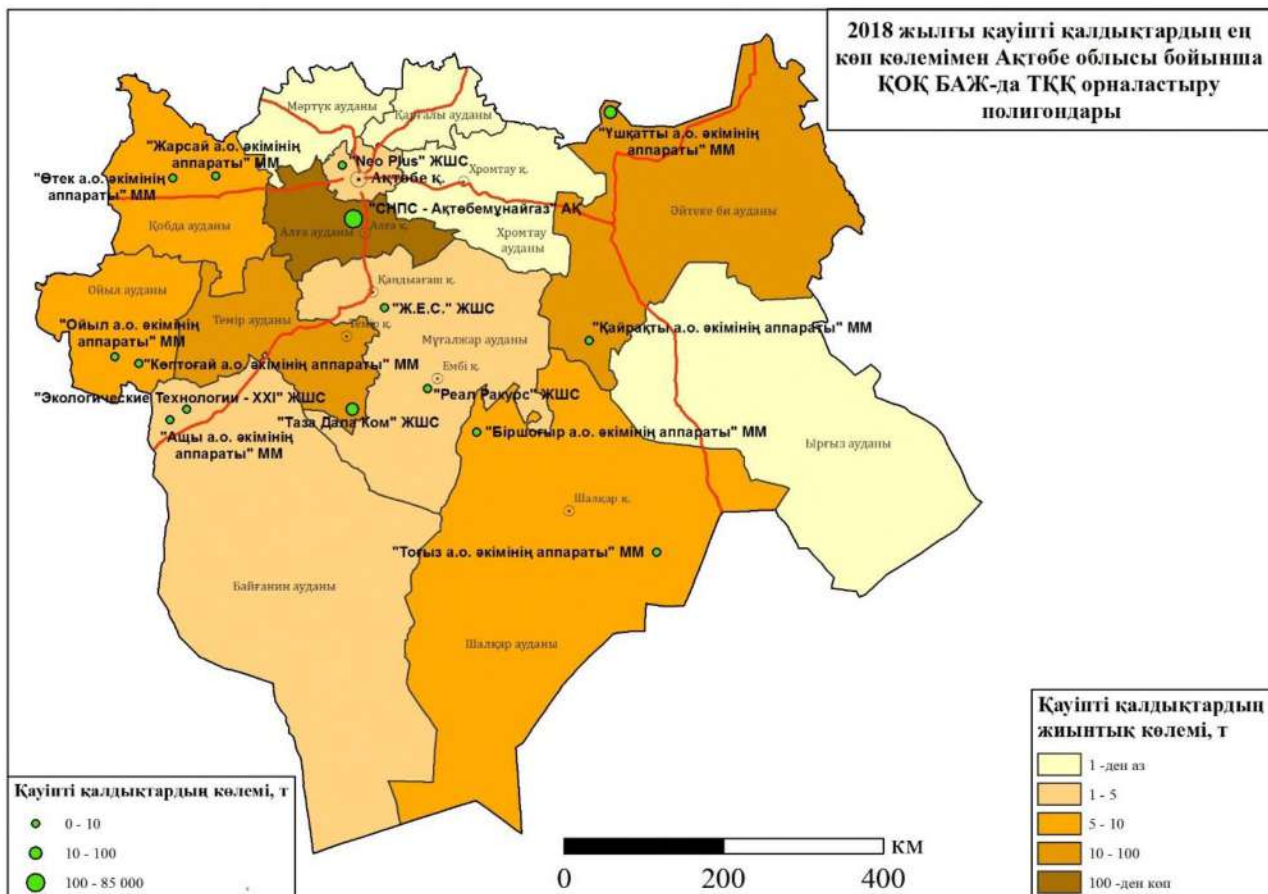 2018 жылғы қауіпті қалдықтардың ең
көп көлемімен Ақтөбе облысы бойынша
ҚОҚ БАЖ-да ТҚҚ орналастыру
полигондары
Мәртүк ауданы
Қарғалы ауданы
"Үшқатты а.о. әкімінің
аппараты" ММ
"Жарсай а.о. әкімінің
аппараты" ММ
"Neo Plus" ЖШС
Хромтау қ.
"Өтек а.о. әкімінің
аппараты" ММ
Ақтөбе қ.
"СНПС - Ақтөбемұнайгаз" АҚ
Әйтеке би ауданы
Қобда ауданы
Алға ауданы
Алға қ.
Хромтау
ауданы
Ойыл ауданы
Қандыағаш қ.
Темір ауданы
"Ж.Е.С." ЖШС
"Ойыл а.о. әкімінің
аппараты" ММ
Темір қ.
Мұғалжар ауданы
"Қайрақты а.о. әкімінің аппараты" ММ
"Көптоғай а.о. әкімінің аппараты" ММ
Ембі қ.
"Экологические Технологии - XXI" ЖШС
"Реал Ракурс" ЖШС
"Таза Дала Ком" ЖШС
"Ащы а.о. әкімінің
аппараты" ММ
"Біршоғыр а.о. әкімінің аппараты" ММ
Ырғыз ауданы
Шалқар қ.
"Тоғыз а.о. әкімінің аппараты" ММ
Байғанин ауданы
Шалқар ауданы
Қауіпті қалдықтардың көлемі, т
0 - 10
10 - 100
100 - 85 000
КМ
0 200 400
Қауіпті қалдықтардың
жиынтық көлемі, т
1 -ден аз
1 - 5
5 - 10
10 - 100
100 -ден көп